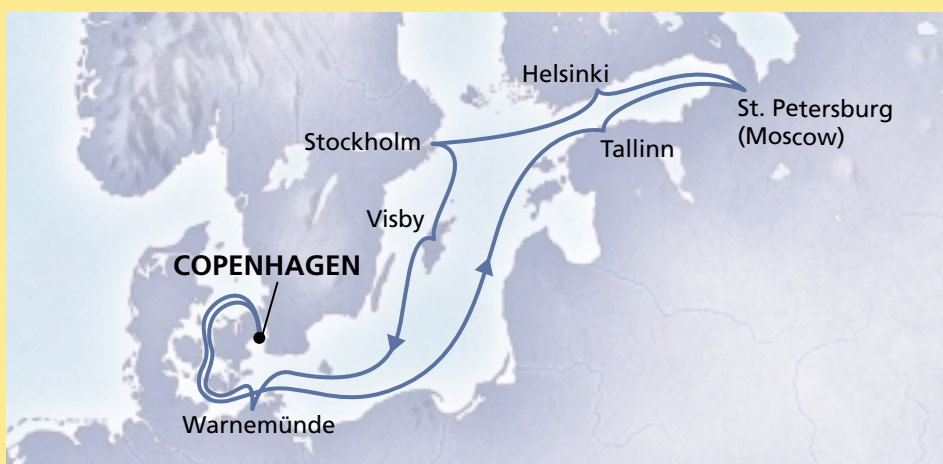 Helsinki
St. Petersburg
(Moscow)
Stockholm
Tallinn
Visby
COPENHAGEN
Warnemünde